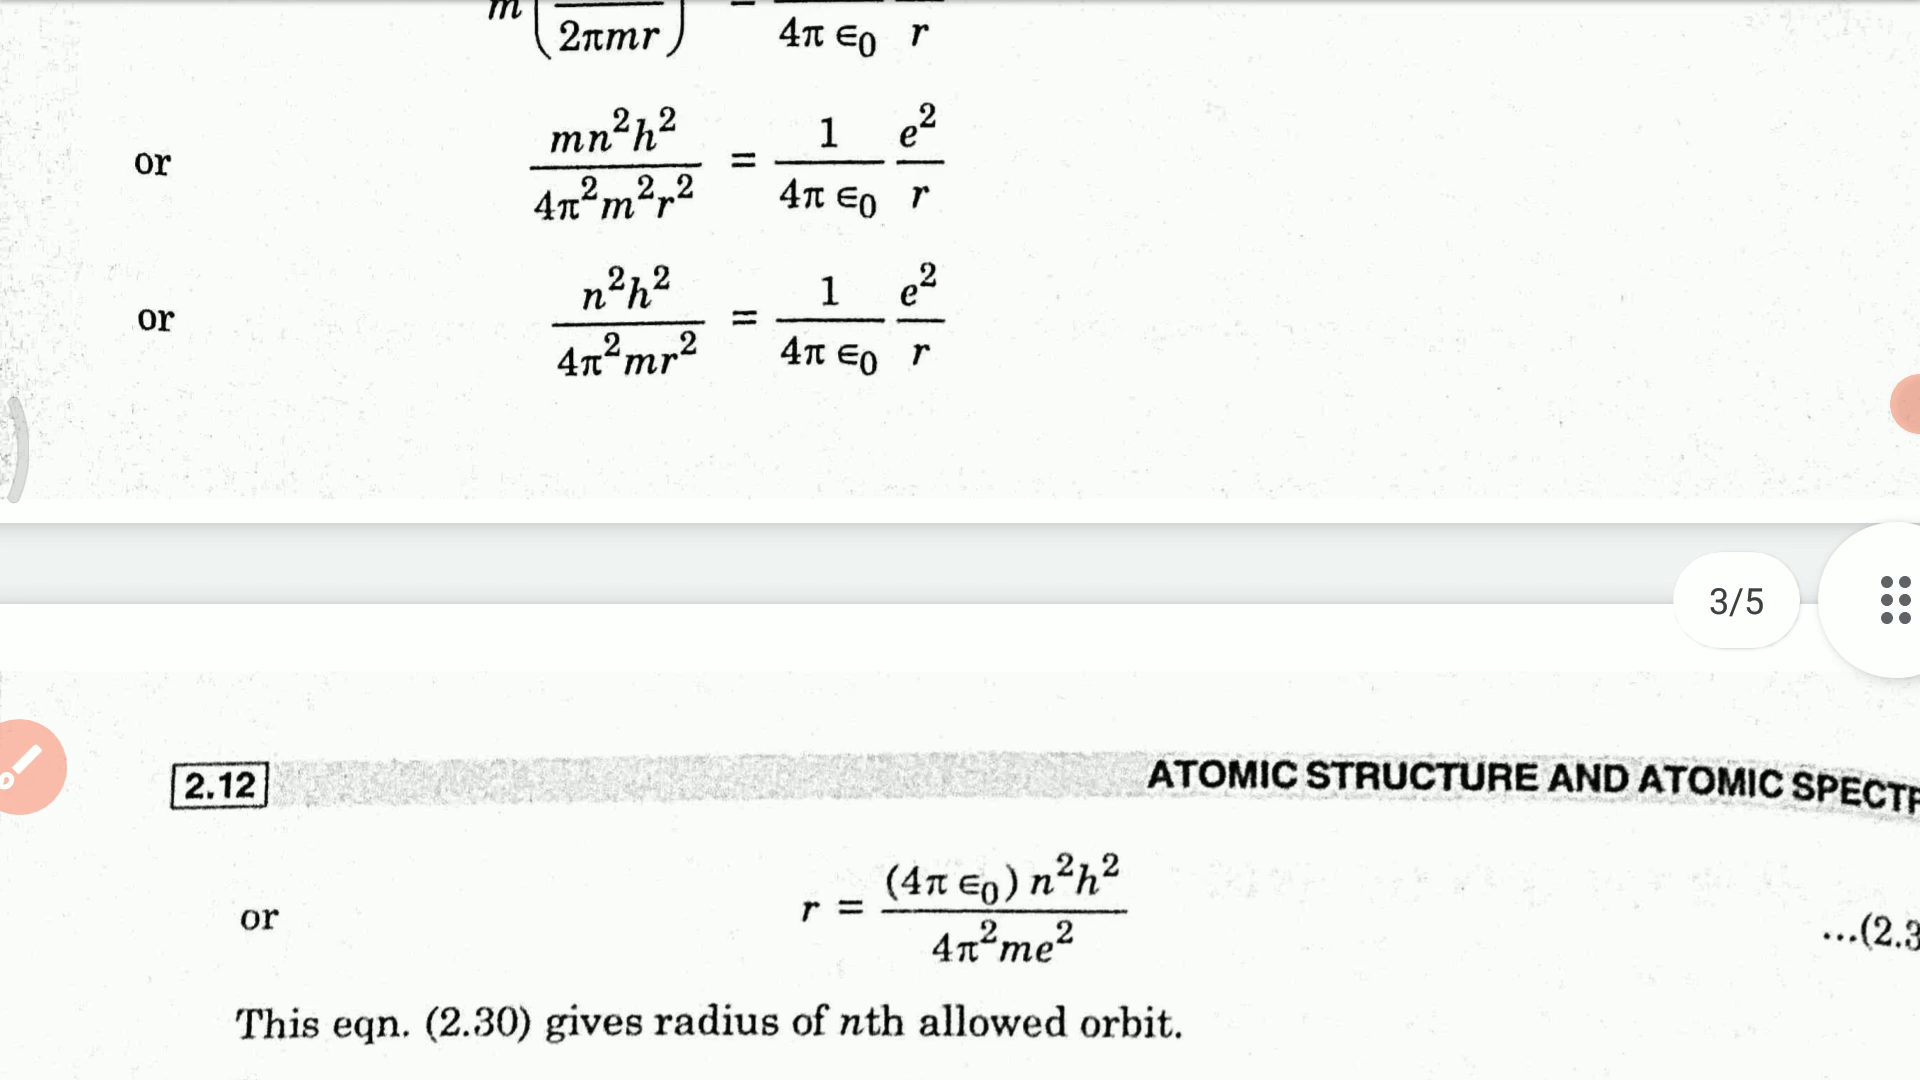 m ( / 2πmr ) = / 4π ∈0 r
or mn²h² / 4π²m²r² = 1 / 4π ∈0 e² / r
or n²h² / 4π²mr² = 1 / 4π ∈0 e² / r
3/5
2.12 ATOMIC STRUCTURE AND ATOMIC SPECTR
or r = (4π ∈0) n²h² / 4π²me² ...(2.3
This eqn. (2.30) gives radius of nth allowed orbit.